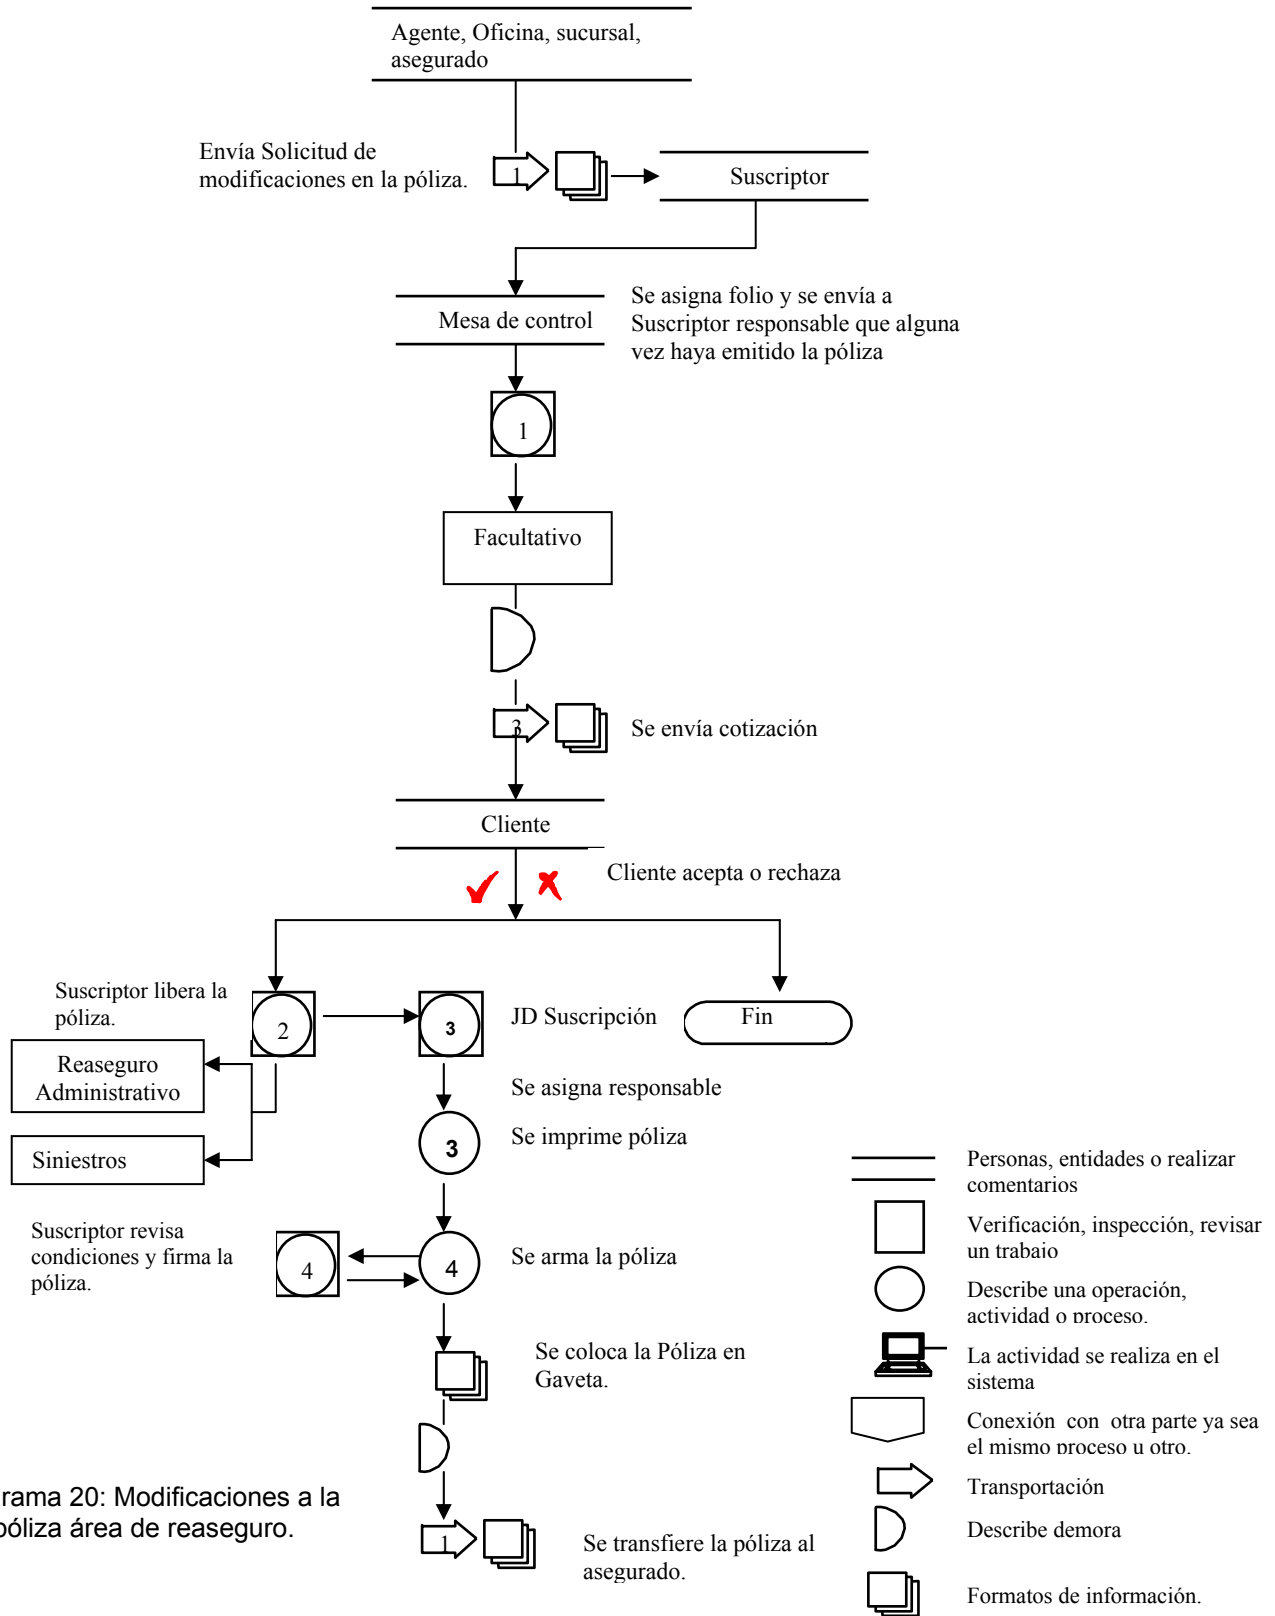 Agente, Oficina, sucursal,
asegurado
Envía Solicitud de
modificaciones en la póliza.
1
Suscriptor
Mesa de control
Se asigna folio y se envía a
Suscriptor responsable que alguna
vez haya emitido la póliza
1
Facultativo
3
Se envía cotización
Cliente
Cliente acepta o rechaza
Suscriptor libera la
póliza.
2
3
JD Suscripción
Fin
Reaseguro
Administrativo
Se asigna responsable
3
Se imprime póliza
Siniestros
Suscriptor revisa
condiciones y firma la
póliza.
4
4
Se arma la póliza
Se coloca la Póliza en
Gaveta.
1
Se transfiere la póliza al
asegurado.
rama 20: Modificaciones a la
póliza área de reaseguro.
Personas, entidades o realizar
comentarios
Verificación, inspección, revisar
un trabajo
Describe una operación,
actividad o proceso.
La actividad se realiza en el
sistema
Conexión con otra parte ya sea
el mismo proceso u otro.
Transportación
Describe demora
Formatos de información.